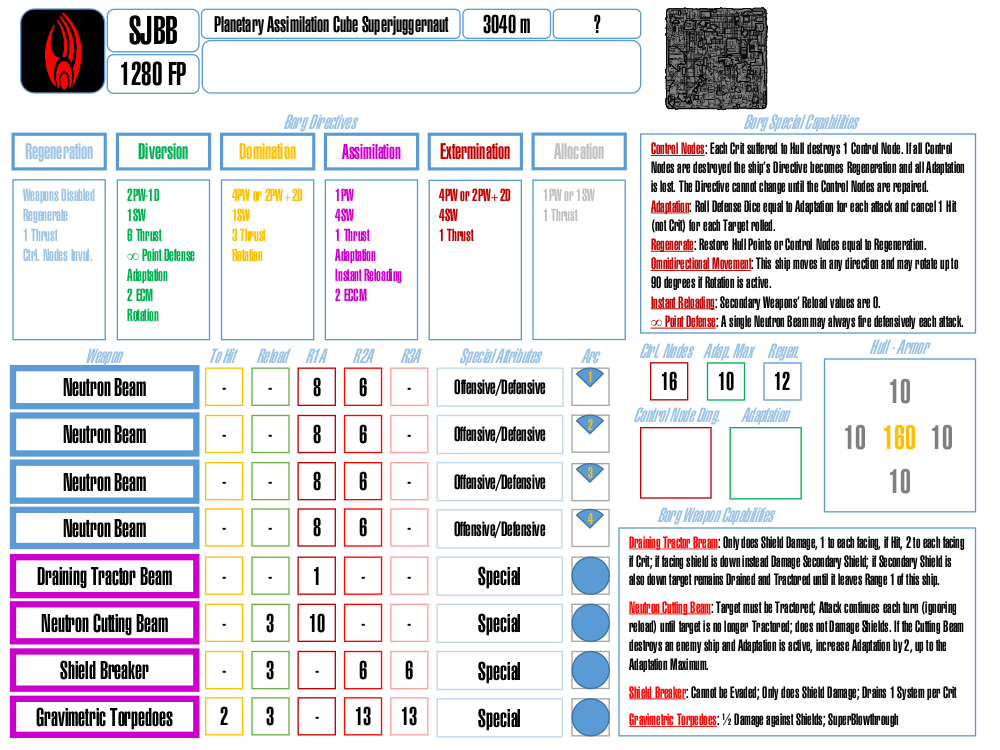 SJBB
Planetary Assimilation Cube Superjuggernaut
3040 m
?
1280 FP
Borg Directives
Regeneration
Diversion
Domination
Assimilation
Extermination
Allocation
Weapons Disabled
Regenerate
1 Thrust
Ctrl. Nodes Invul.
2PW-1D
1SW
6 Thrust
∞ Point Defense
Adaptation
2 ECM
Rotation
4PW or 2PW+2D
1SW
3 Thrust
Rotation
1PW
4SW
1 Thrust
Adaptation
Instant Reloading
2 ECCM
4PW or 2PW+2D
4SW
1 Thrust
1PW or 1SW
1 Thrust
Borg Special Capabilities
Control Nodes: Each Crit suffered to Hull destroys 1 Control Node. If all Control
Nodes are destroyed the ship's Directive becomes Regeneration and all Adaptation
is lost. The Directive cannot change until the Control Nodes are repaired.
Adaptation: Roll Defense Dice equal to Adaptation for each attack and cancel 1 Hit
(not Crit) for each Target rolled.
Regenerate: Restore Hull Points or Control Nodes equal to Regeneration.
Omnidirectional Movement: This ship moves in any direction and may rotate up to
90 degrees if Rotation is active.
Instant Reloading: Secondary Weapons' Reload values are 0.
∞ Point Defense: A single Neutron Beam may always fire defensively each attack.
Weapon To Hit Reload R1A R2A R3A Special Attributes Arc
Neutron Beam - - 8 6 - Offensive/Defensive 1
Neutron Beam - - 8 6 - Offensive/Defensive 2
Neutron Beam - - 8 6 - Offensive/Defensive 3
Neutron Beam - - 8 6 - Offensive/Defensive 4
Draining Tractor Beam - - 1 - - Special
Neutron Cutting Beam - 3 10 - - Special
Shield Breaker - 3 - 6 6 Special
Gravimetric Torpedoes 2 3 - 13 13 Special
Ctrl. Nodes Adap. Max Regen.
16 10 12
Control Node Dmg. Adaptation
Hull - Armor
10
10 160 10
10
Borg Weapon Capabilities
Draining Tractor Bream: Only does Shield Damage, 1 to each facing, if Hit, 2 to each facing
if Crit; if facing shield is down instead Damage Secondary Shield; if Secondary Shield is
also down target remains Drained and Tractored until it leaves Range 1 of this ship.
Neutron Cutting Beam: Target must be Tractored; Attack continues each turn (ignoring
reload) until target is no longer Tractored; does not Damage Shields. If the Cutting Beam
destroys an enemy ship and Adaptation is active, increase Adaptation by 2, up to the
Adaptation Maximum.
Shield Breaker: Cannot be Evaded; Only does Shield Damage; Drains 1 System per Crit
Gravimetric Torpedoes: ½ Damage against Shields; SuperBlowthrough